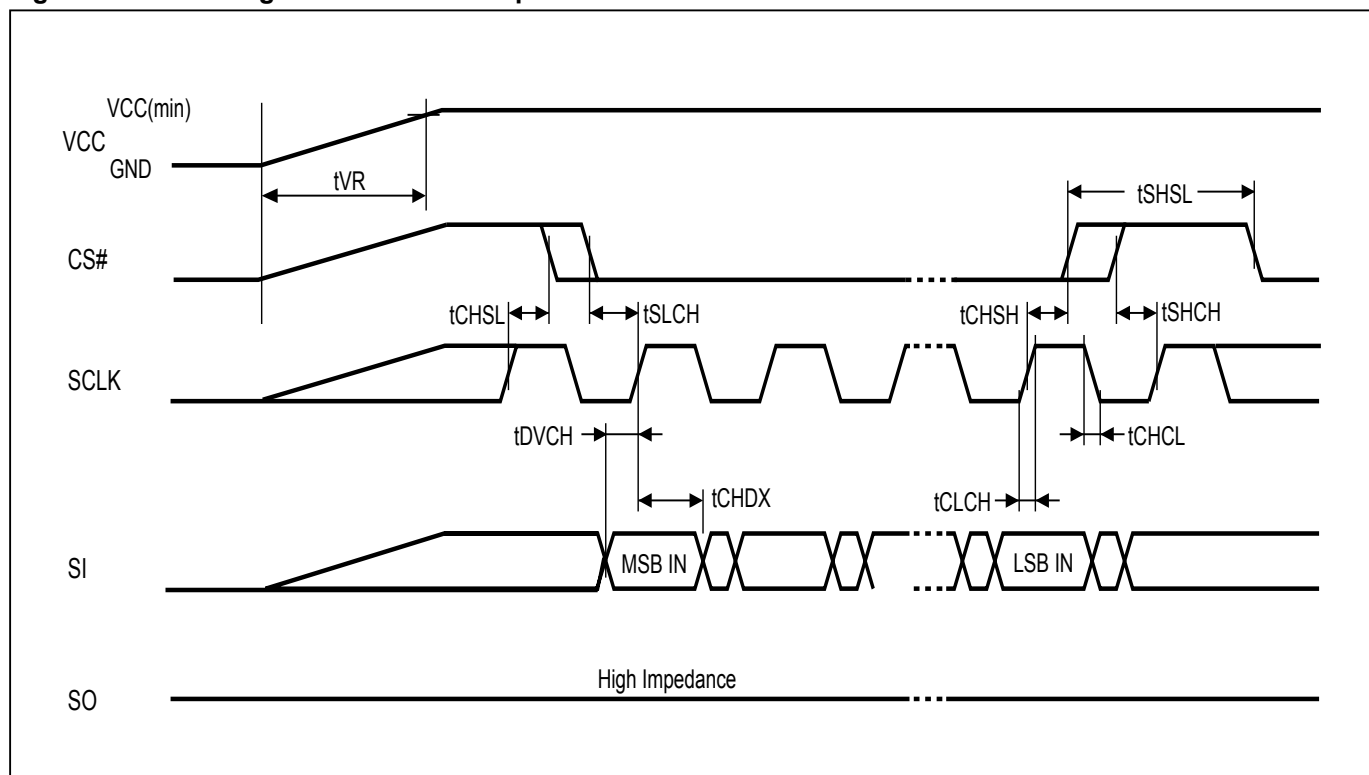 VCC(min)
VCC
GND
tVR
tSHSL
CS#
tCHSL
tSLCH
tCHSH
tSHCH
SCLK
tDVCH
tCHCL
tCHDX
tCLCH
SI
MSB IN
LSB IN
High Impedance
SO